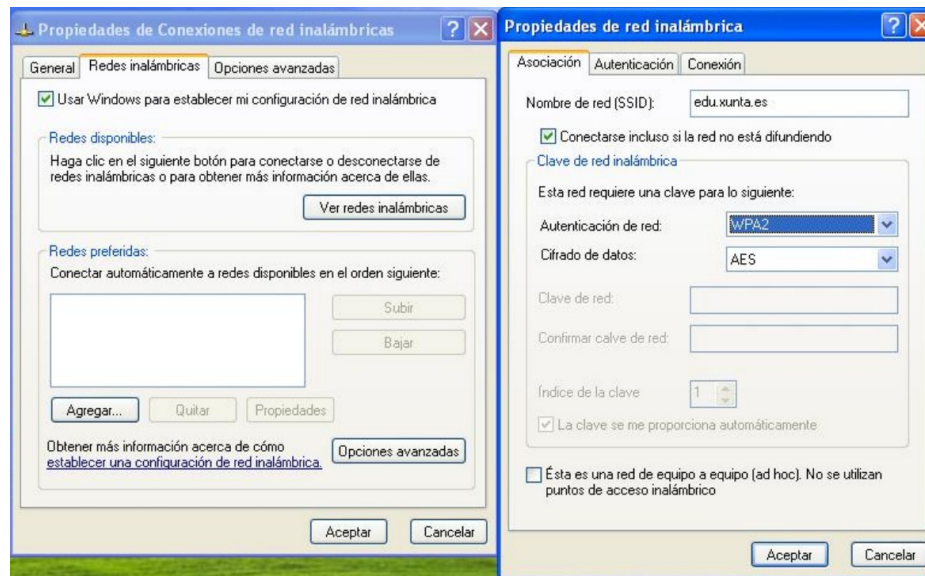 Propiedades de Conexiones de red inalámbricas
General Redes inalámbricas Opciones avanzadas
Usar Windows para establecer mi configuración de red inalámbrica
Redes disponibles:
Haga clic en el siguiente botón para conectarse o desconectarse de
redes inalámbricas o para obtener más información acerca de ellas.
Ver redes inalámbricas
Redes preferidas:
Conectar automáticamente a redes disponibles en el orden siguiente:
Subir
Bajar
Agregar... Quitar Propiedades
Obtener más información acerca de cómo
establecer una configuración de red inalámbrica.
Opciones avanzadas
Aceptar Cancelar
Propiedades de red inalámbrica
Asociación Autenticación Conexión
Nombre de red (SSID): edu.xunta.es
Conectarse incluso si la red no está difundiendo
Clave de red inalámbrica
Esta red requiere una clave para lo siguiente:
Autenticación de red: WPA2
Cifrado de datos: AES
Clave de red:
Confirmar calve de red:
Índice de la clave 1
La clave se me proporciona automáticamente
Ésta es una red de equipo a equipo (ad hoc). No se utilizan
puntos de acceso inalámbrico
Aceptar Cancelar